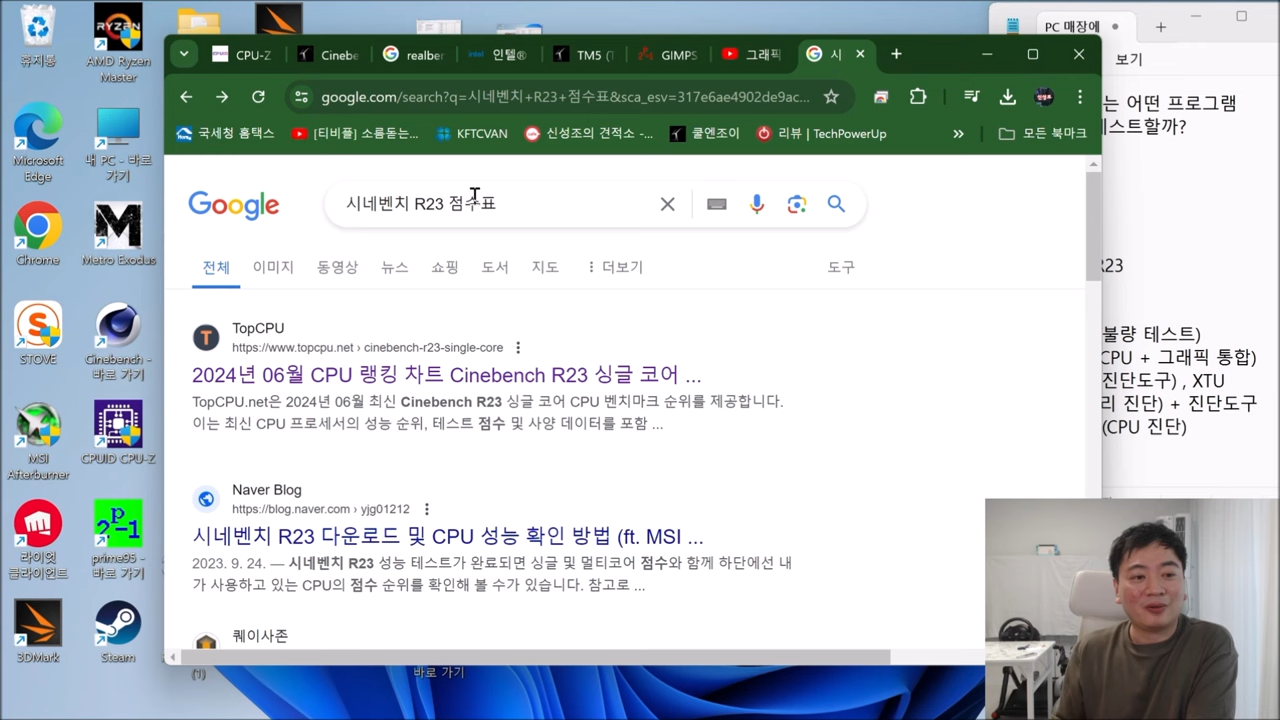 CPU-Z
Cineb
realber
intel
인텔®
TM5 (
GIMPS
그래픽
시
google.com/search?q=시네벤치+R23+점수표&sca_esv=317e6ae4902de9ac...
국세청 홈택스
[티비플] 소름돋는...
KFTCVAN
신성조의 견적소 -...
쿨엔조이
리뷰 | TechPowerUp
모든 북마크
Google
시네벤치 R23 점수표
전체
이미지
동영상
뉴스
쇼핑
도서
지도
더보기
도구
TopCPU
https://www.topcpu.net › cinebench-r23-single-core
2024년 06월 CPU 랭킹 차트 Cinebench R23 싱글 코어 ...
TopCPU.net은 2024년 06월 최신 Cinebench R23 싱글 코어 CPU 벤치마크 순위를 제공합니다.
이는 최신 CPU 프로세서의 성능 순위, 테스트 점수 및 사양 데이터를 포함 ...
Naver Blog
https://blog.naver.com › yjg01212
시네벤치 R23 다운로드 및 CPU 성능 확인 방법 (ft. MSI ...
2023. 9. 24. — 시네벤치 R23 성능 테스트가 완료되면 싱글 및 멀티코어 점수와 함께 하단에선 내
가 사용하고 있는 CPU의 점수 순위를 확인해 볼 수가 있습니다. 참고로 ...
퀘이사존
PC 매장에
보기
는 어떤 프로그램
스트할까?
R23
불량 테스트)
CPU + 그래픽 통합)
진단도구) , XTU
리 진단) + 진단도구
(CPU 진단)
휴지통
RYZEN
AMD Ryzen
Master
Microsoft
Edge
내 PC - 바로
가기
Chrome
Metro Exodus
STOVE
Cinebench -
바로 가기
MSI
Afterburner
CPUID CPU-Z
라이엇
클라이언트
prime95 -
바로 가기
3DMark
Steam
(1)
바로 가기